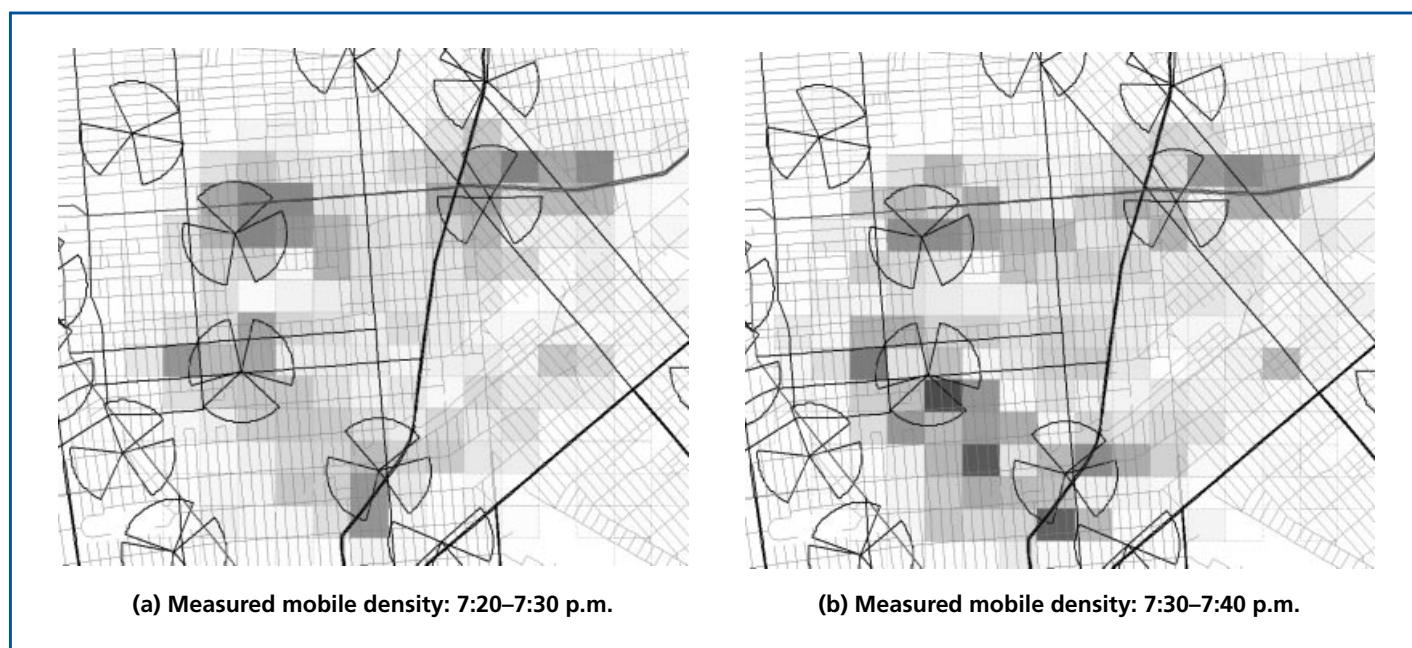 (a) Measured mobile density: 7:20–7:30 p.m.
(b) Measured mobile density: 7:30–7:40 p.m.